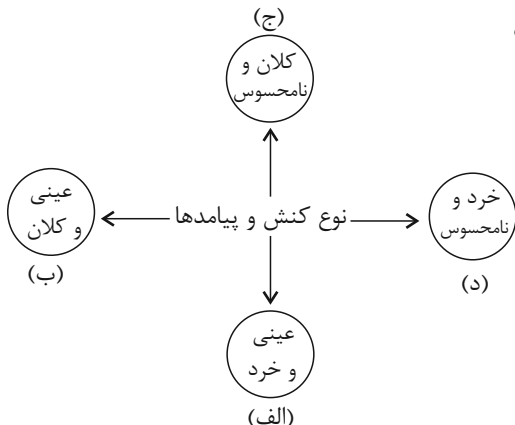 (ج)
کلان و
نامحسوس
عینی
و کلان
(ب)
نوع کنش و پیامدها
خرد و
نامحسوس
(د)
عینی
و خرد
(الف)